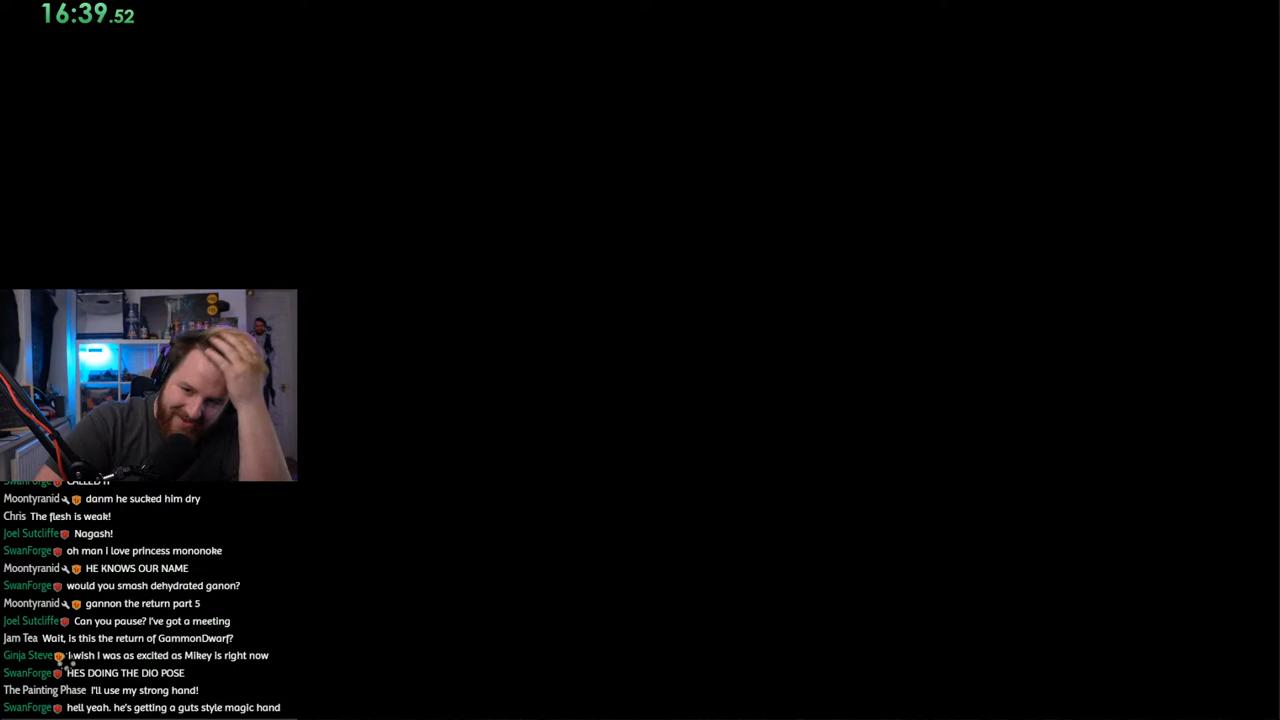 16:39.52
SwanForge CALLED IT
Moontyranid danm he sucked him dry
Chris The flesh is weak!
Joel Sutcliffe Nagash!
SwanForge oh man i love princess mononoke
Moontyranid HE KNOWS OUR NAME
SwanForge would you smash dehydrated ganon?
Moontyranid gannon the return part 5
Joel Sutcliffe Can you pause? I've got a meeting
Jam Tea Wait, is this the return of GammonDwarf?
Ginja Steve I wish I was as excited as Mikey is right now
SwanForge HES DOING THE DIO POSE
The Painting Phase I'll use my strong hand!
SwanForge hell yeah. he's getting a guts style magic hand